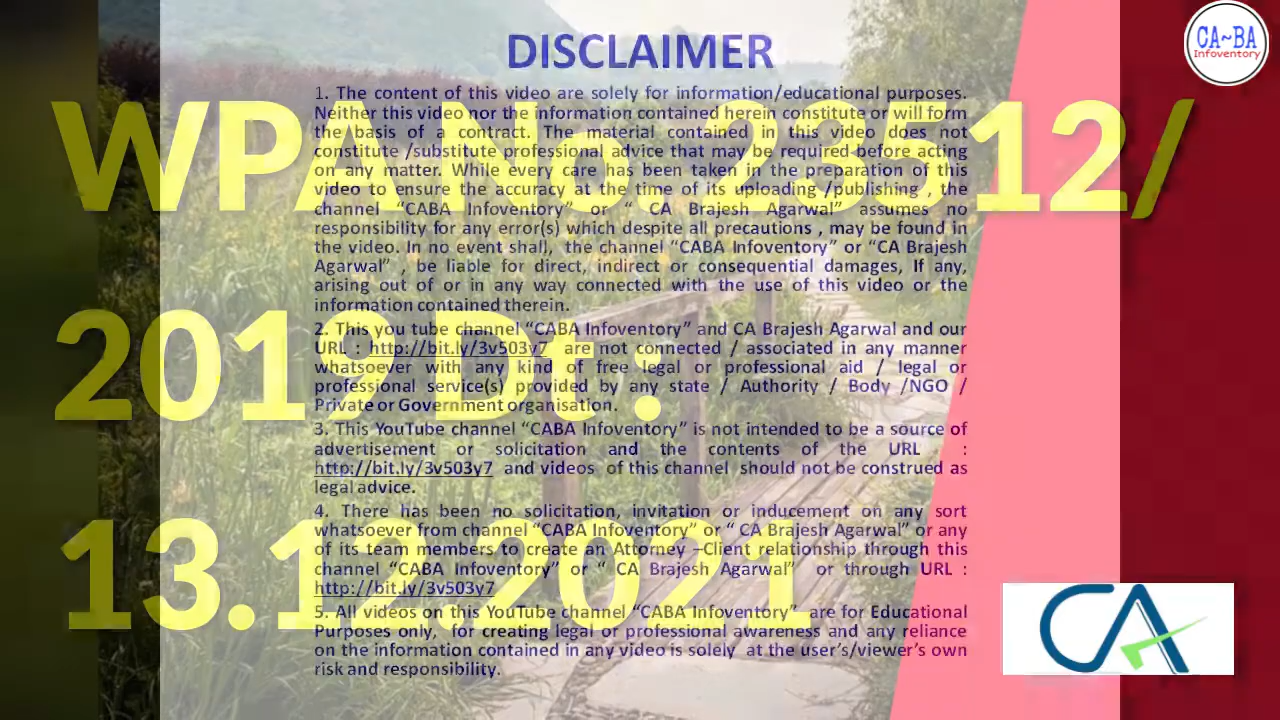 CA~BA
Infoventory
DISCLAIMER
1. The content of this video are solely for information/educational purposes.
Neither this video nor the information contained herein constitute or will form
the basis of a contract. The material contained in this video does not
constitute /substitute professional advice that may be required before acting
on any matter. While every care has been taken in the preparation of this
video to ensure the accuracy at the time of its uploading /publishing , the
channel “CABA Infoventory” or “ CA Brajesh Agarwal” assumes no
responsibility for any error(s) which despite all precautions , may be found in
the video. In no event shall, the channel “CABA Infoventory” or “CA Brajesh
Agarwal” , be liable for direct, indirect or consequential damages, If any,
arising out of or in any way connected with the use of this video or the
information contained therein.
2. This you tube channel “CABA Infoventory” and CA Brajesh Agarwal and our
URL : http://bit.ly/3v503y7 are not connected / associated in any manner
whatsoever with any kind of free legal or professional aid / legal or
professional service(s) provided by any state / Authority / Body /NGO /
Private or Government organisation.
3. This YouTube channel “CABA Infoventory” is not intended to be a source of
advertisement or solicitation and the contents of the URL :
http://bit.ly/3v503y7 and videos of this channel should not be construed as
legal advice.
4. There has been no solicitation, invitation or inducement on any sort
whatsoever from channel “CABA Infoventory” or “ CA Brajesh Agarwal” or any
of its team members to create an Attorney –Client relationship through this
channel “CABA Infoventory” or “ CA Brajesh Agarwal” or through URL :
http://bit.ly/3v503y7
5. All videos on this YouTube channel “CABA Infoventory” are for Educational
Purposes only, for creating legal or professional awareness and any reliance
on the information contained in any video is solely at the user’s/viewer’s own
risk and responsibility.
WPANo.23512/
2019 Dt:
13.12.2021
CA